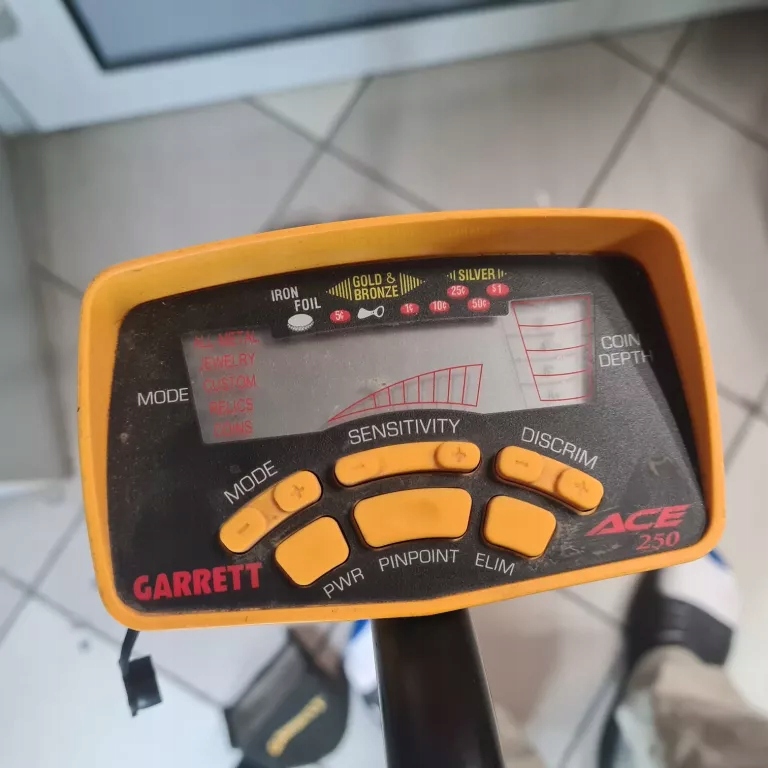 IRON
FOIL
GOLD &
BRONZE
SILVER
5¢
1¢
10¢
25¢
50¢
$1
MODE
ALL METAL
JEWELRY
CUSTOM
RELICS
COINS
COIN
DEPTH
SENSITIVITY
MODE
DISCRIM
- +
- +
- +
PWR
PINPOINT
ELIM
GARRETT
ACE
250